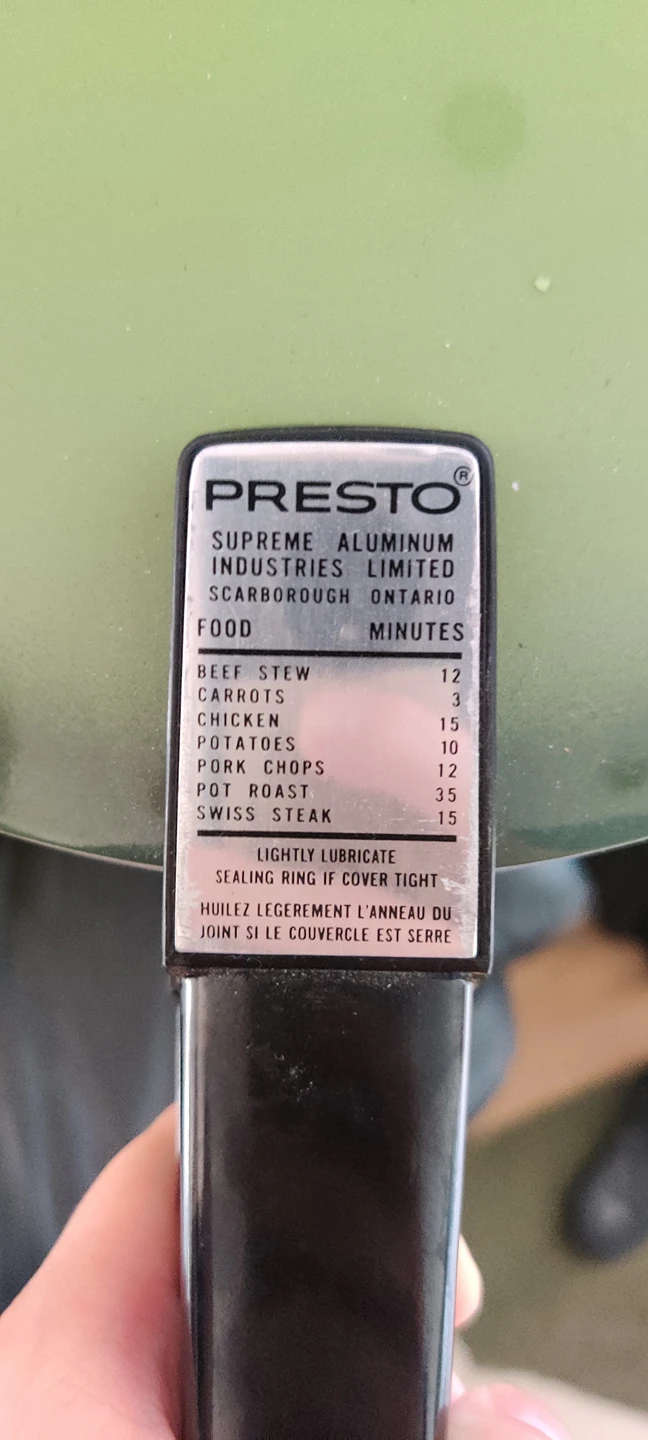 PRESTO®
SUPREME ALUMINUM
INDUSTRIES LIMITED
SCARBOROUGH ONTARIO
FOOD MINUTES
BEEF STEW 12
CARROTS 3
CHICKEN 15
POTATOES 10
PORK CHOPS 12
POT ROAST 35
SWISS STEAK 15
LIGHTLY LUBRICATE
SEALING RING IF COVER TIGHT
HUILEZ LEGEREMENT L'ANNEAU DU
JOINT SI LE COUVERCLE EST SERRE